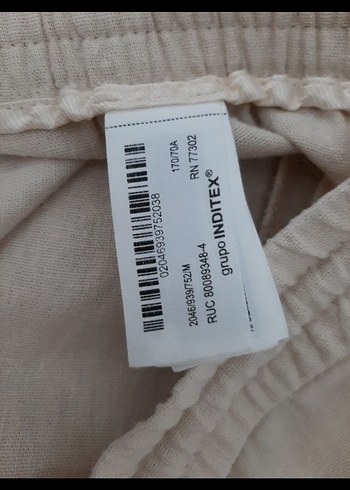 02046939752038
170/70A
RN 77302
2046/939/752/M
RUC 80089348-4
grupo INDITEX®